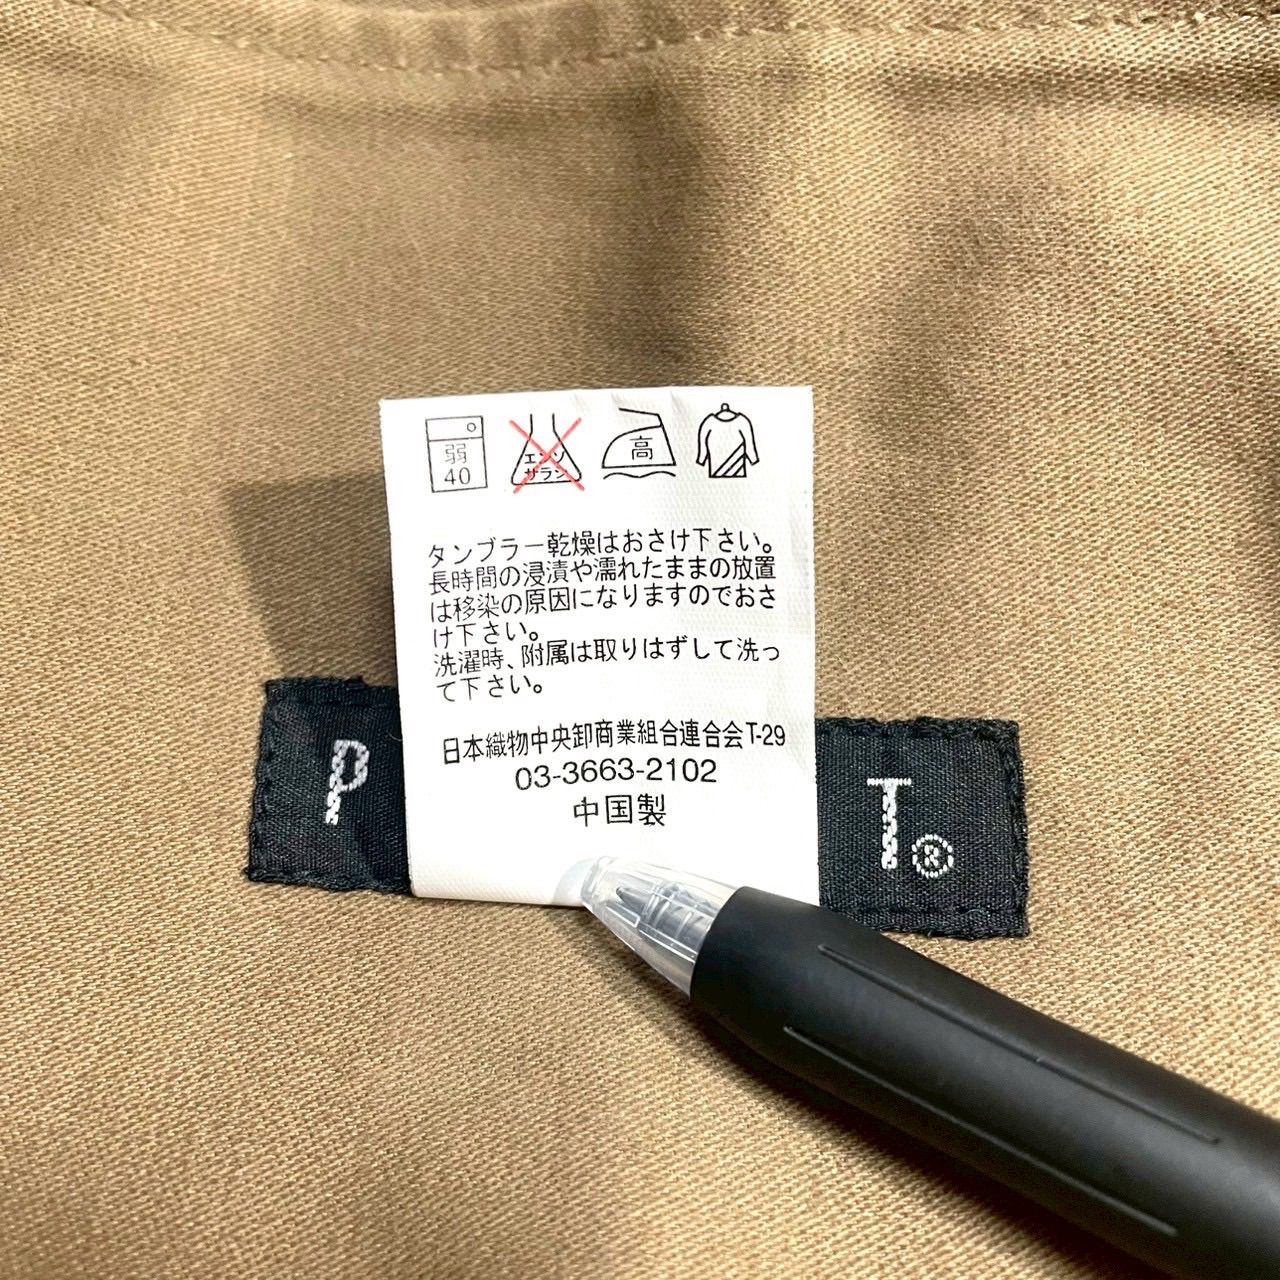 弱
40
エンソ
サラシ
高
タンブラー乾燥はおさけ下さい。
長時間の浸漬や濡れたままの放置
は移染の原因になりますのでおさ
け下さい。
洗濯時、附属は取りはずして洗っ
て下さい。
日本織物中央卸商業組合連合会T-29
03-3663-2102
中国製
P
T®